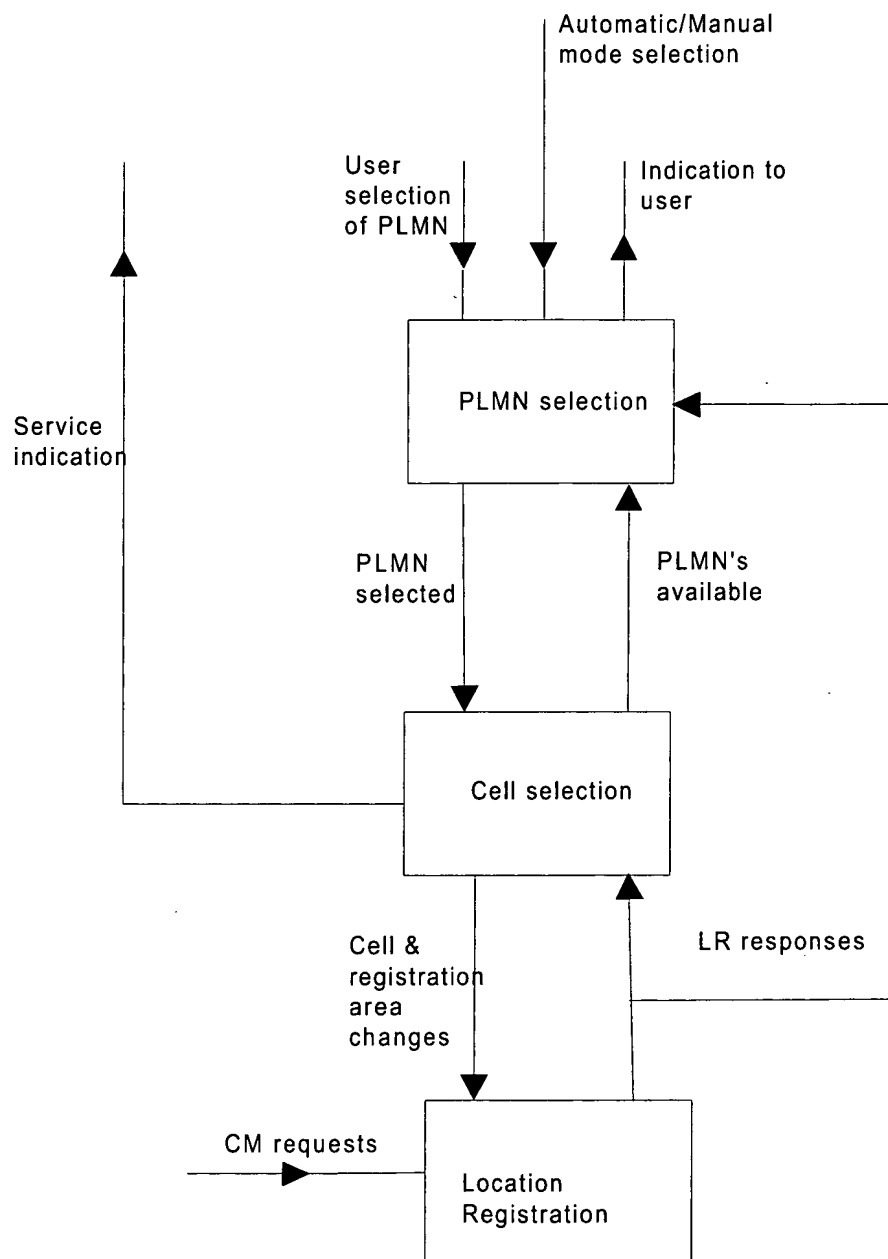 Automatic/Manual
mode selection
User
selection
of PLMN
Indication to
user
PLMN selection
Service
indication
PLMN
selected
PLMN's
available
Cell selection
Cell &
registration
area
changes
LR responses
CM requests
Location
Registration